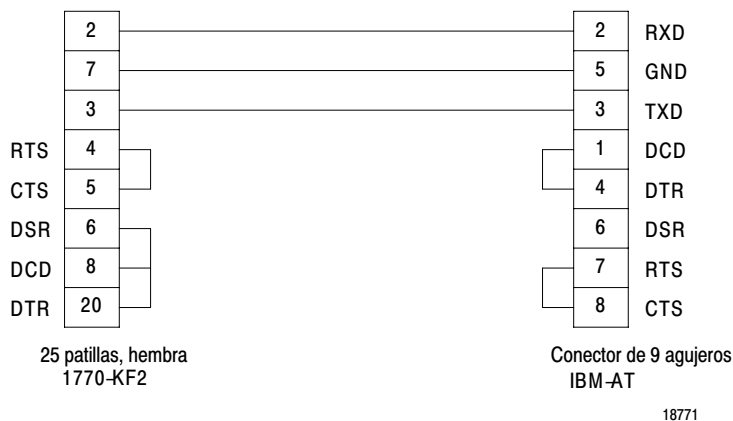 2 2 RXD
7 5 GND
3 3 TXD
RTS 4 1 DCD
CTS 5 4 DTR
DSR 6 6 DSR
DCD 8 7 RTS
DTR 20 8 CTS
25 patillas, hembra Conector de 9 agujeros
1770-KF2 IBM-AT
18771